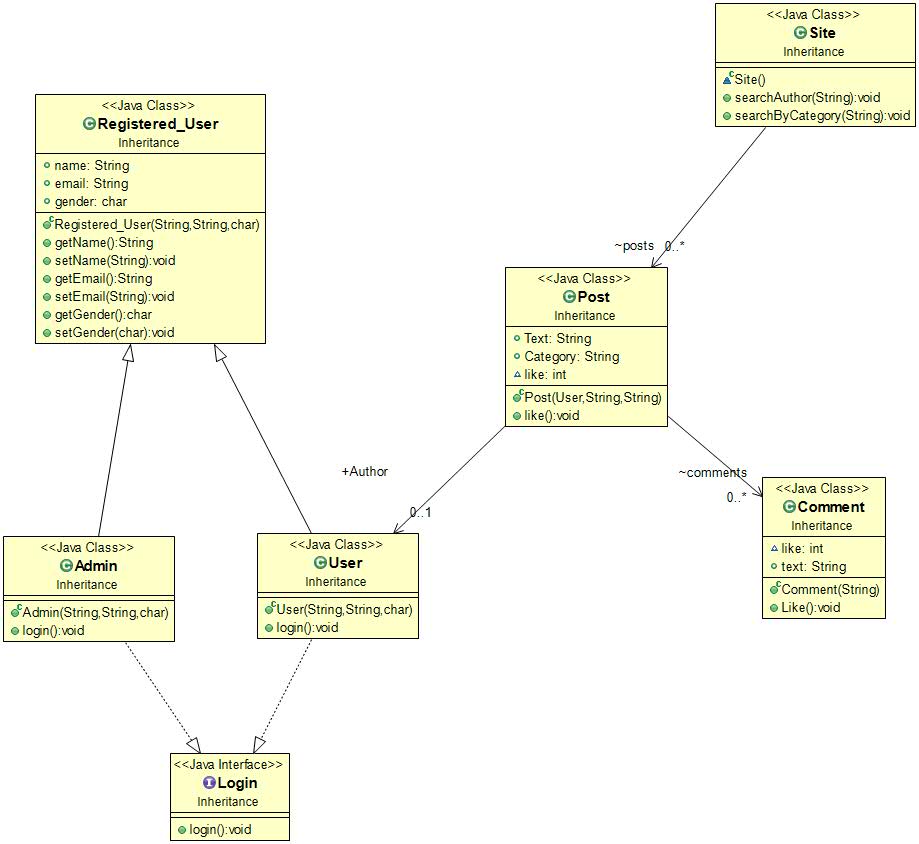 <<Java Class>>
Site
Inheritance
Site()
searchAuthor(String):void
searchByCategory(String):void
<<Java Class>>
Registered_User
Inheritance
name: String
email: String
gender: char
Registered_User(String,String,char)
getName():String
setName(String):void
getEmail():String
setEmail(String):void
getGender():char
setGender(char):void
~posts 0..*
<<Java Class>>
Post
Inheritance
Text: String
Category: String
like: int
Post(User,String,String)
like():void
+Author
0..1
~comments
0..*
<<Java Class>>
Comment
Inheritance
like: int
text: String
Comment(String)
Like():void
<<Java Class>>
Admin
Inheritance
Admin(String,String,char)
login():void
<<Java Class>>
User
Inheritance
User(String,String,char)
login():void
<<Java Interface>>
Login
Inheritance
login():void